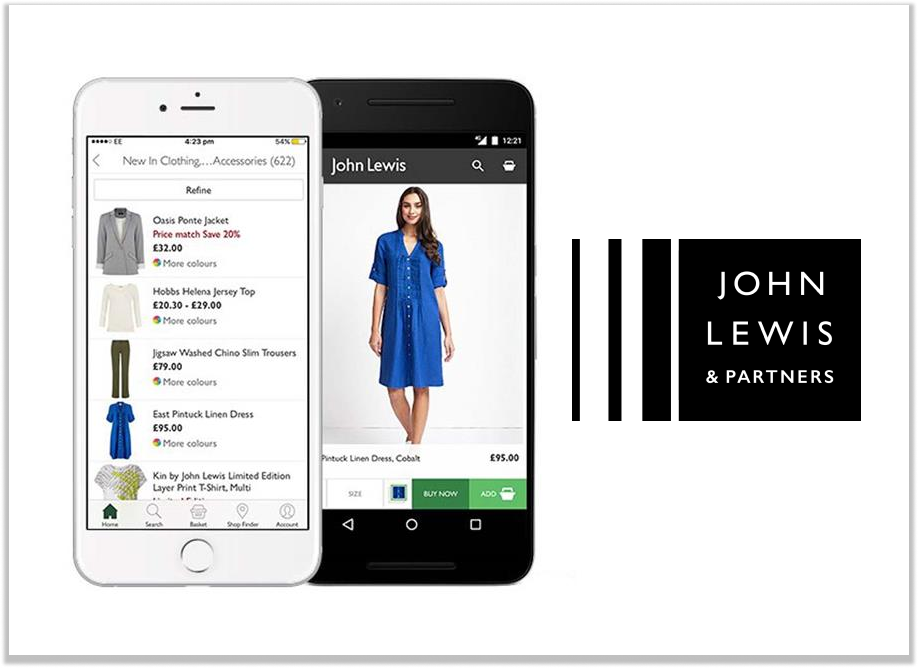 ●●●●○ EE 4:23 pm 54%
New In Clothing,...Accessories (622)
Refine
Oasis Ponte Jacket
Price match Save 20%
£32.00
More colours
Hobbs Helena Jersey Top
£20.30 - £29.00
More colours
Jigsaw Washed Chino Slim Trousers
£79.00
More colours
East Pintuck Linen Dress
£95.00
More colours
Kin by John Lewis Limited Edition
Layer Print T-Shirt, Multi
Home Search Basket Shop Finder Account
4G 12:21
John Lewis
Pintuck Linen Dress, Cobalt £95.00
SIZE BUY NOW ADD
JOHN
LEWIS
& PARTNERS